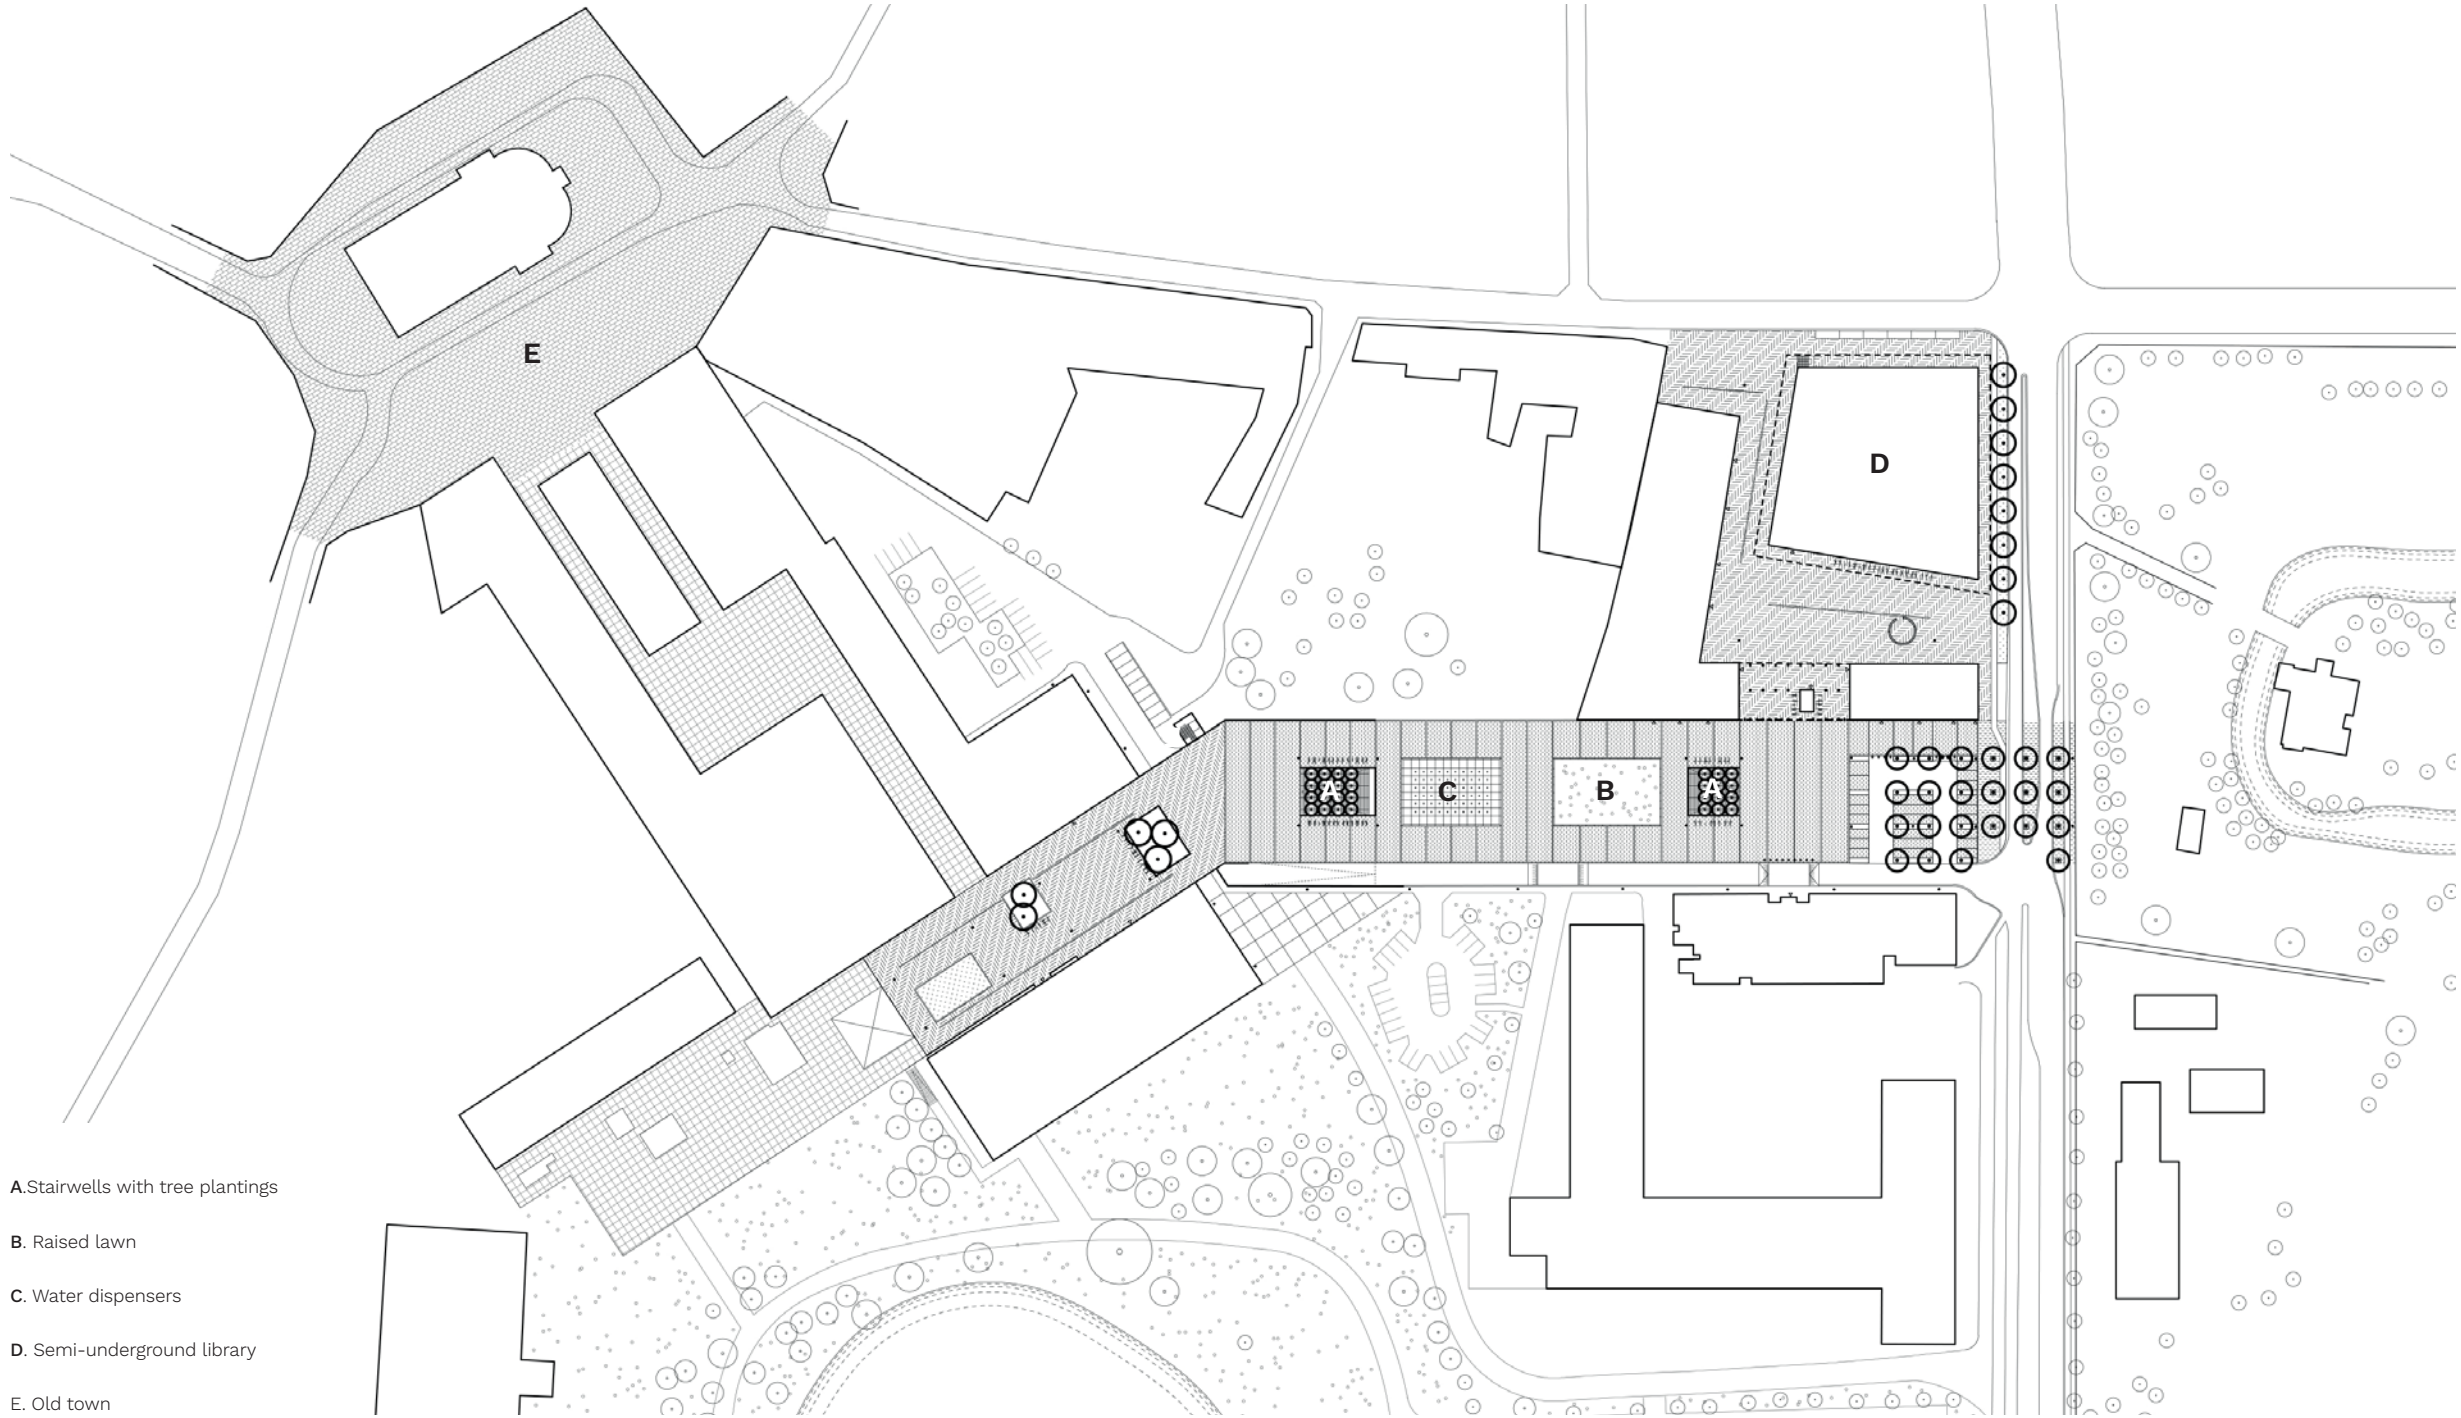 E
D
A
C
B
A
A.Stairwells with tree plantings
B. Raised lawn
C. Water dispensers
D. Semi-underground library
E. Old town